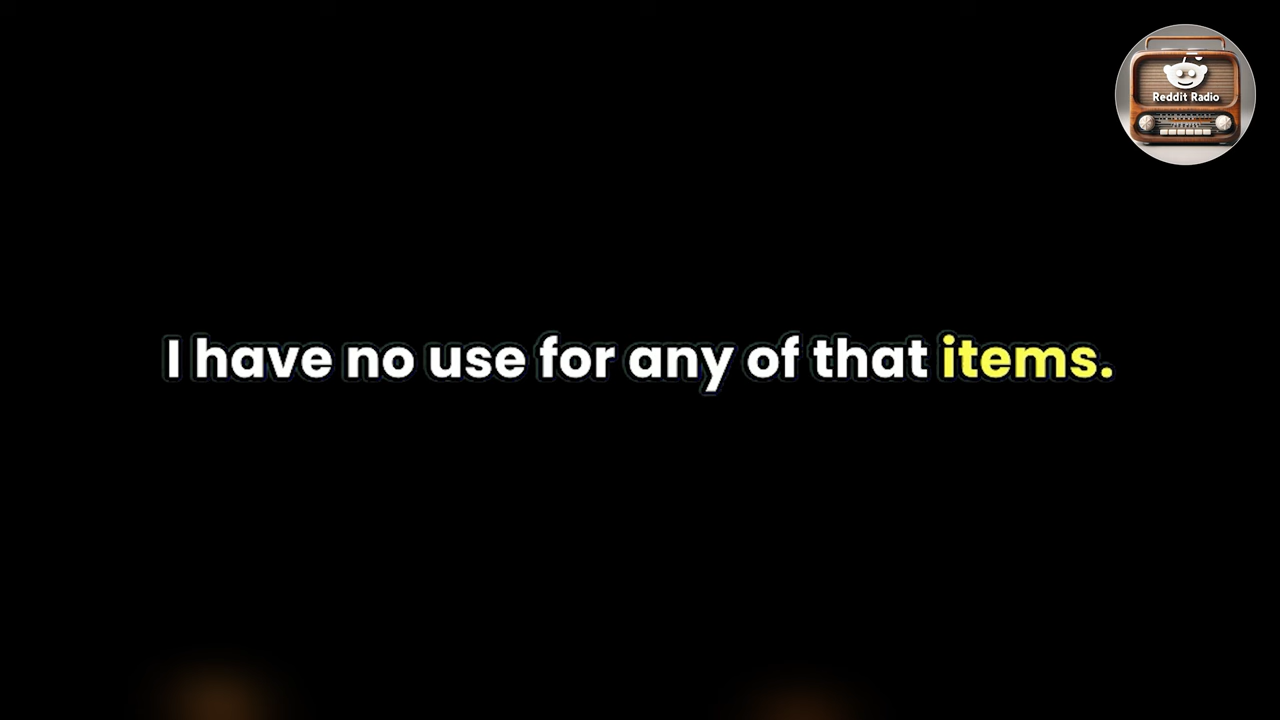 Reddit Radio
I have no use for any of that items.